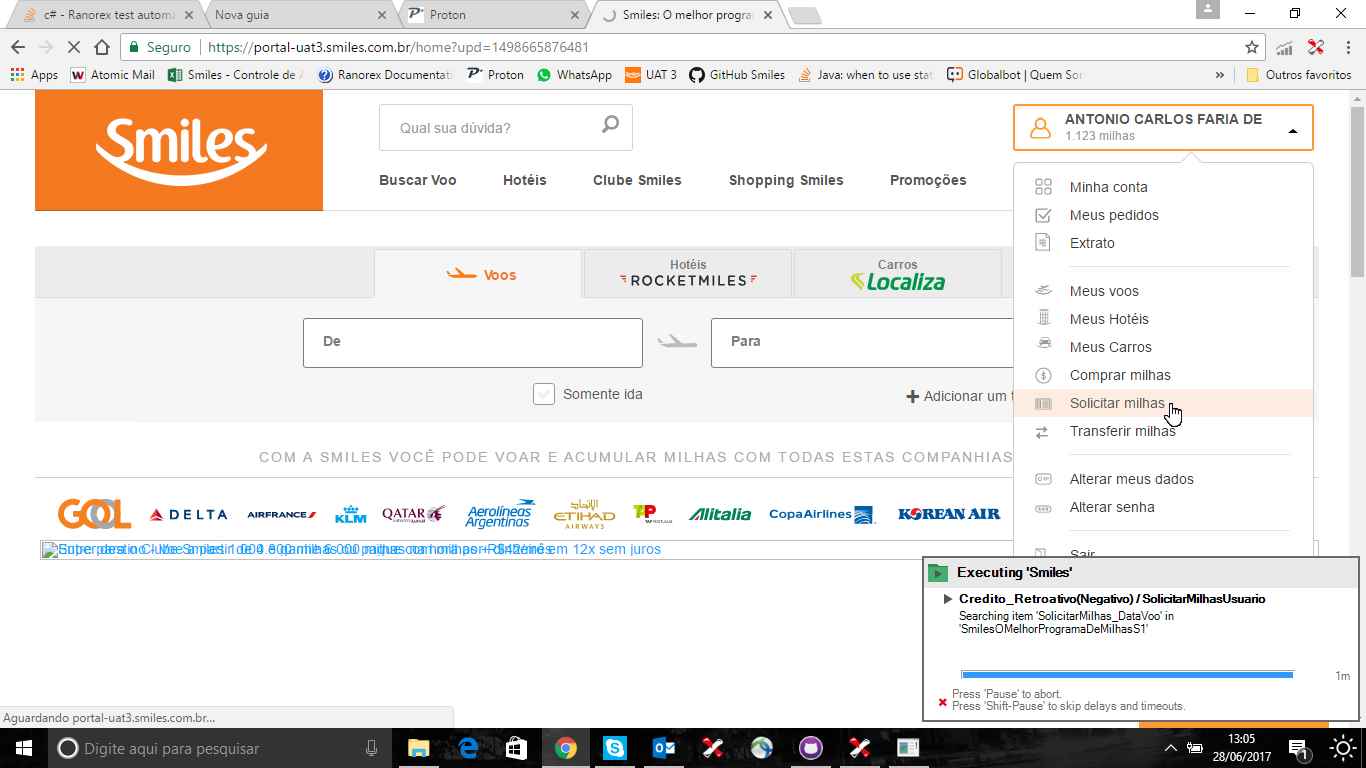 c# - Ranorex test automa
Nova guia
Proton
Smiles: O melhor progra
Seguro
https://portal-uat3.smiles.com.br/home?upd=1498665876481
Apps
Atomic Mail
Smiles - Controle de A
Ranorex Documentati
Proton
WhatsApp
UAT 3
GitHub Smiles
Java: when to use stat
Globalbot | Quem So
»
Outros favoritos
Smiles
Qual sua dúvida?
ANTONIO CARLOS FARIA DE
1.123 milhas
Buscar Voo
Hotéis
Clube Smiles
Shopping Smiles
Promoções
Minha conta
Meus pedidos
Extrato
Meus voos
Meus Hotéis
Meus Carros
Comprar milhas
Solicitar milhas
Transferir milhas
Alterar meus dados
Alterar senha
Sair
Voos
Hotéis
ROCKETMILES
Carros
Localiza
De
Para
Somente ida
Adicionar um t
COM A SMILES VOCÊ PODE VOAR E ACUMULAR MILHAS COM TODAS ESTAS COMPANHIAS
GOL
DELTA
AIRFRANCE
KLM
QATAR
Aerolíneas Argentinas
ETIHAD AIRWAYS
TAP
Alitalia
CopaAirlines
KOREAN AIR
em 12x sem juros
Executing 'Smiles'
Credito_Retroativo(Negativo) / SolicitarMilhasUsuario
Searching item 'SolicitarMilhas_DataVoo' in
'SmilesOMelhorProgramaDeMilhasS1'
1m
Press 'Pause' to abort.
Press 'Shift-Pause' to skip delays and timeouts.
Aguardando portal-uat3.smiles.com.br...
Digite aqui para pesquisar
13:05
28/06/2017
1